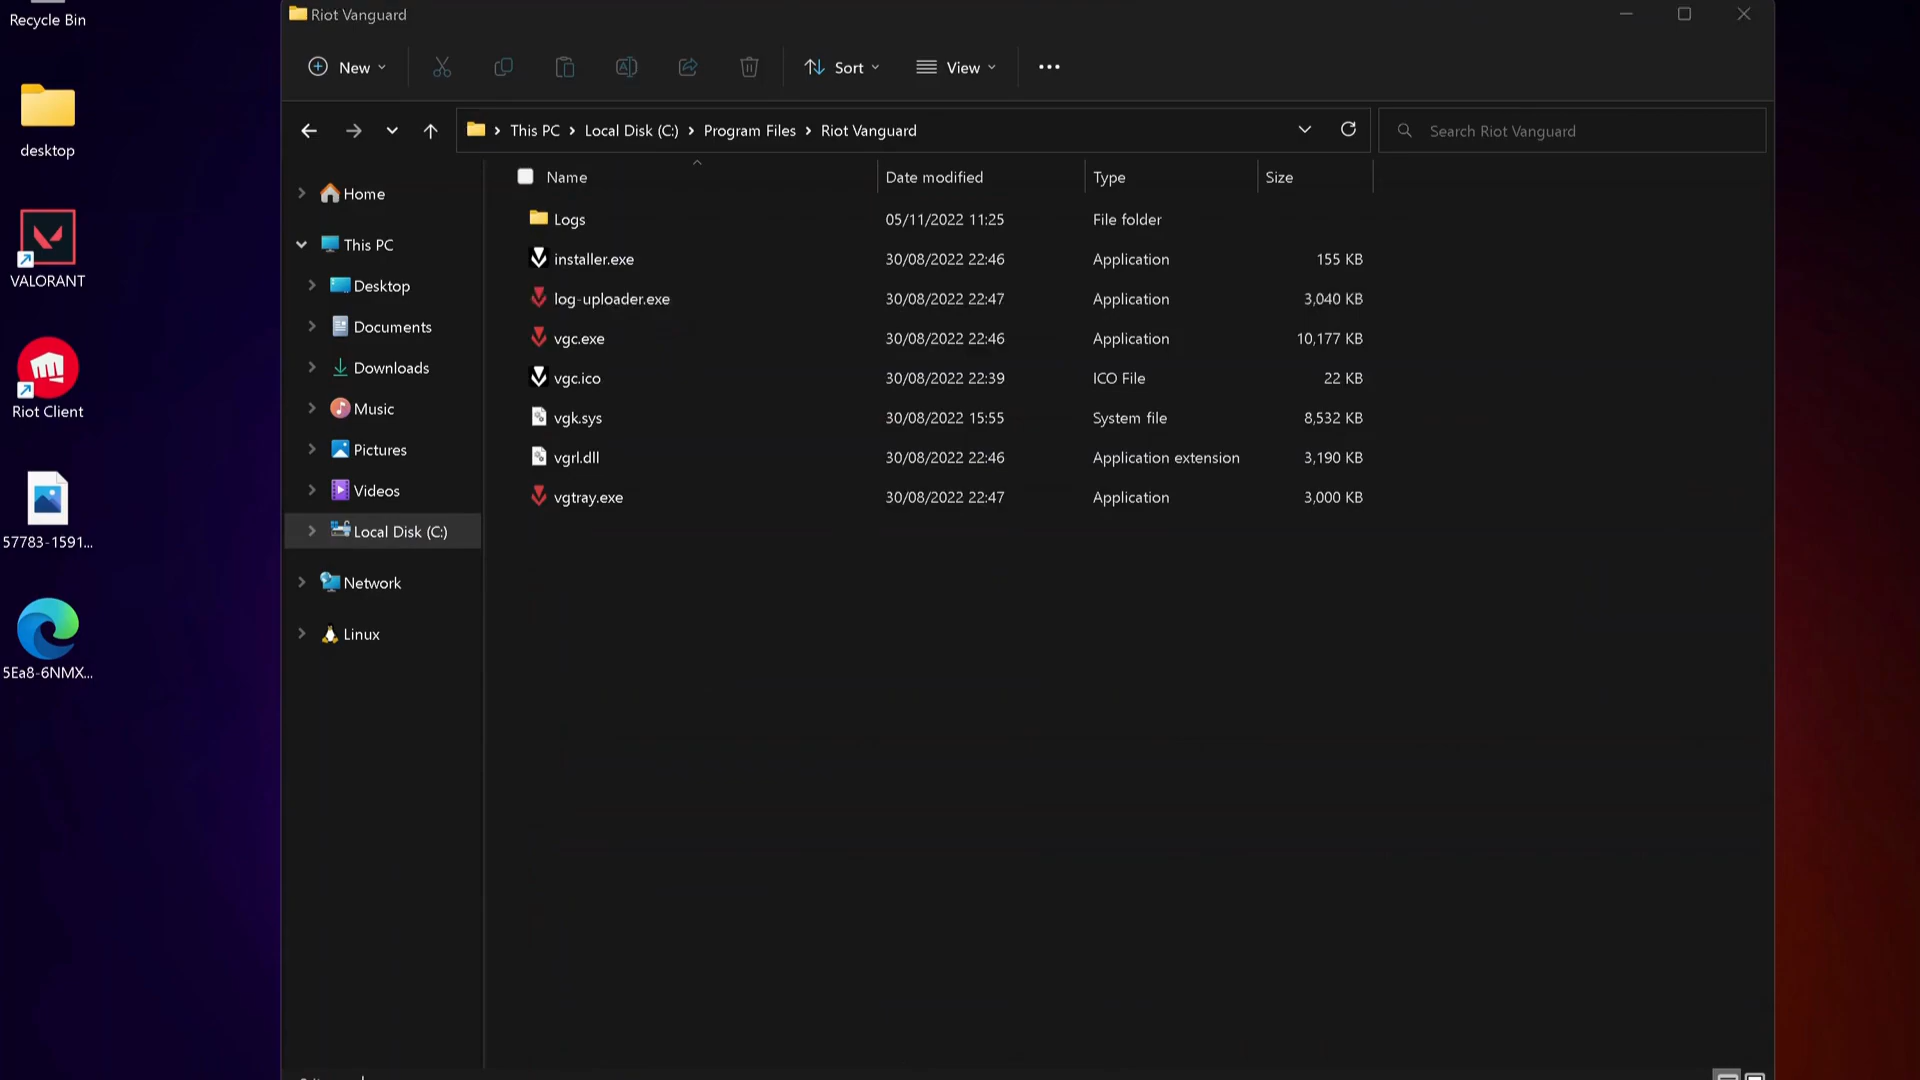 Recycle Bin
desktop
VALORANT
Riot Client
57783-1591...
5Ea8-6NMX...
Riot Vanguard
New
Sort
View
This PC
Local Disk (C:)
Program Files
Riot Vanguard
Search Riot Vanguard
Home
This PC
Desktop
Documents
Downloads
Music
Pictures
Videos
Local Disk (C:)
Network
Linux
Name Date modified Type Size
Logs 05/11/2022 11:25 File folder
installer.exe 30/08/2022 22:46 Application 155 KB
log-uploader.exe 30/08/2022 22:47 Application 3,040 KB
vgc.exe 30/08/2022 22:46 Application 10,177 KB
vgc.ico 30/08/2022 22:39 ICO File 22 KB
vgk.sys 30/08/2022 15:55 System file 8,532 KB
vgrl.dll 30/08/2022 22:46 Application extension 3,190 KB
vgtray.exe 30/08/2022 22:47 Application 3,000 KB